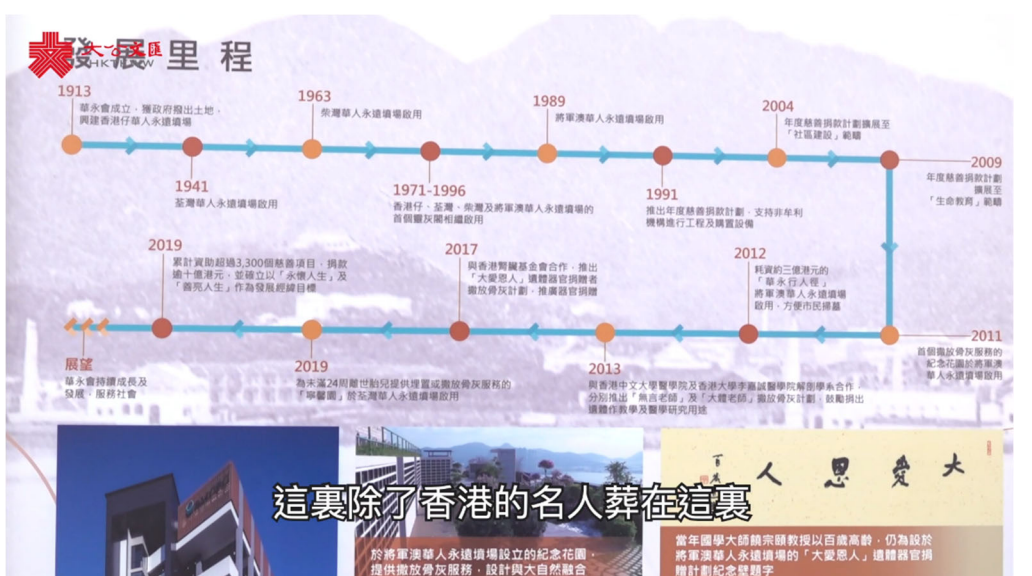 大公文匯
發展里程
HKTKWW
1913
華永會成立，獲政府撥出土地，
興建香港仔華人永遠墳場
1941
荃灣華人永遠墳場啟用
1963
柴灣華人永遠墳場啟用
1971-1996
香港仔、荃灣、柴灣及將軍澳華人永遠墳場的
首個靈灰閣相繼啟用
1989
將軍澳華人永遠墳場啟用
1991
推出年度慈善捐款計劃，支持非牟利
機構進行工程及購置設備
2004
年度慈善捐款計劃擴展至
「社區建設」範疇
2009
年度慈善捐款計劃
擴展至
「生命教育」範疇
2011
首個撒放骨灰服務的
紀念花園於將軍澳
華人永遠墳場啟用
2012
耗資約三億港元的
「華永行人徑」
將軍澳華人永遠墳場
啟用，方便市民掃墓
2013
與香港中文大學醫學院及香港大學李嘉誠醫學院解剖學系合作，
分別推出「無言老師」及「大體老師」撒放骨灰計劃，鼓勵捐出
遺體作教學及醫學研究用途
2017
與香港腎臟基金會合作，推出
「大愛恩人」遺體器官捐贈者
撒放骨灰計劃，推廣器官捐贈
2019
為未滿24周離世胎兒提供埋置或撒放骨灰服務的
「寧馨園」於荃灣華人永遠墳場啟用
2019
累計資助超過3,300個慈善項目，捐款
逾十億港元，並確立以「永懷人生」及
「善亮人生」作為發展經緯目標
展望
華永會持續成長及
發展，服務社會
大愛恩人
於將軍澳華人永遠墳場設立的紀念花園，
提供撒放骨灰服務，設計與大自然融合
當年國學大師饒宗頤教授以百歲高齡，仍為設於
將軍澳華人永遠墳場的「大愛恩人」遺體器官捐
贈計劃紀念壁題字
這裏除了香港的名人葬在這裏